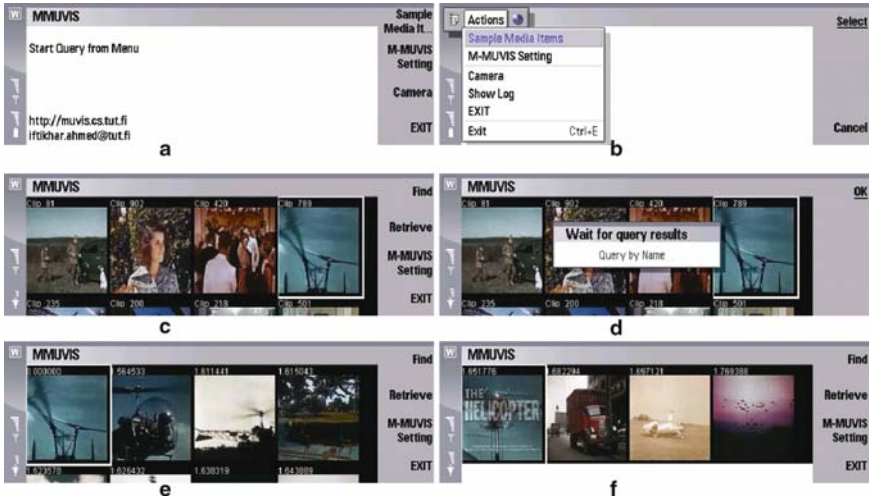 MMUVIS
Sample
Media It...
Start Query from Menu
M-MUVIS
Setting
Camera
http://muvis.cs.tut.fi
iftikhar.ahmed@tut.fi
EXIT
a
Actions
Select
Sample Media Items
M-MUVIS Setting
Camera
Show Log
EXIT
Exit Ctrl+E
Cancel
b
MMUVIS
Find
Clip 81 Clip 902 Clip 420 Clip 789
Retrieve
M-MUVIS
Setting
EXIT
Clip 235 Clip 200 Clip 218 Clip 501
c
MMUVIS
OK
Clip 81 Clip 902 Clip 420 Clip 789
Wait for query results
Query by Name
Clip 235 Clip 200 Clip 218 Clip 501
d
MMUVIS
Find
1.000000 1.564533 1.611441 1.615043
Retrieve
M-MUVIS
Setting
EXIT
1.623578 1.626432 1.638319 1.643889
e
MMUVIS
Find
1.651776 1.682294 1.697121 1.769388
THE
HELICOPTER
Retrieve
M-MUVIS
Setting
EXIT
f